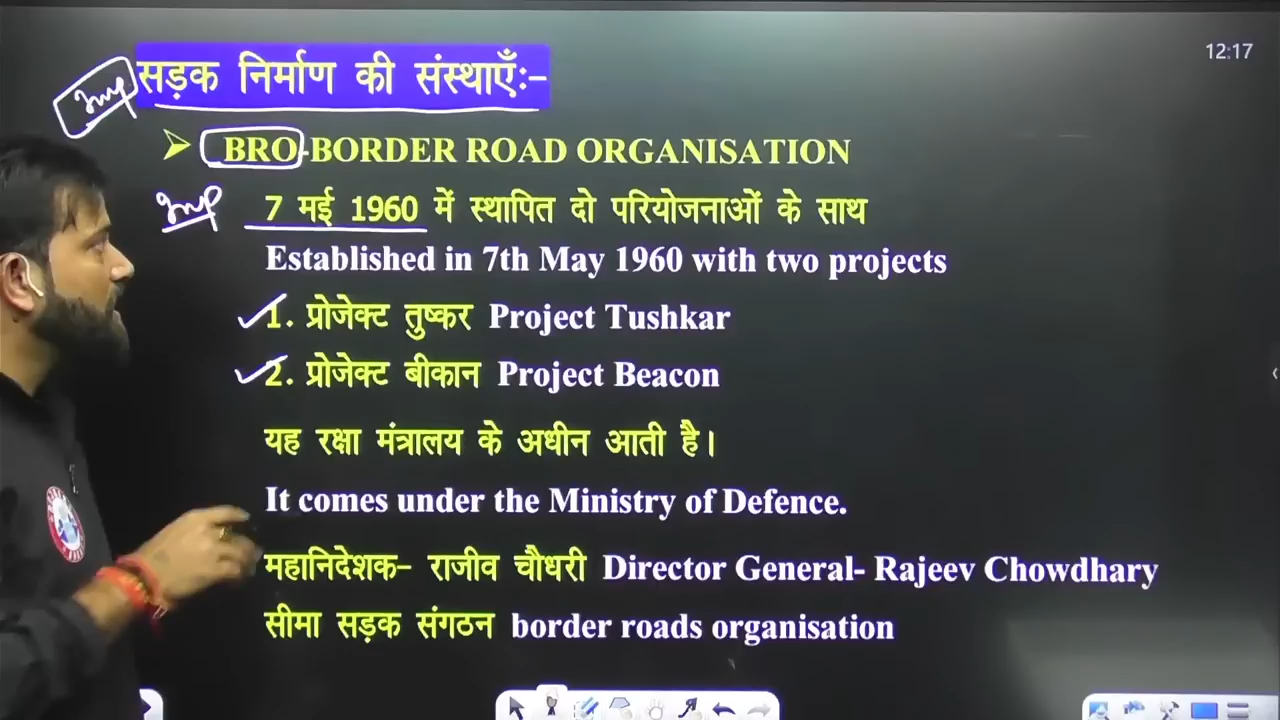 12:17
Imp सड़क निर्माण की संस्थाएँ:-
BRO-BORDER ROAD ORGANISATION
Imp 7 मई 1960 में स्थापित दो परियोजनाओं के साथ
Established in 7th May 1960 with two projects
1. प्रोजेक्ट तुष्कर Project Tushkar
2. प्रोजेक्ट बीकान Project Beacon
यह रक्षा मंत्रालय के अधीन आती है।
It comes under the Ministry of Defence.
महानिदेशक- राजीव चौधरी Director General- Rajeev Chowdhary
सीमा सड़क संगठन border roads organisation